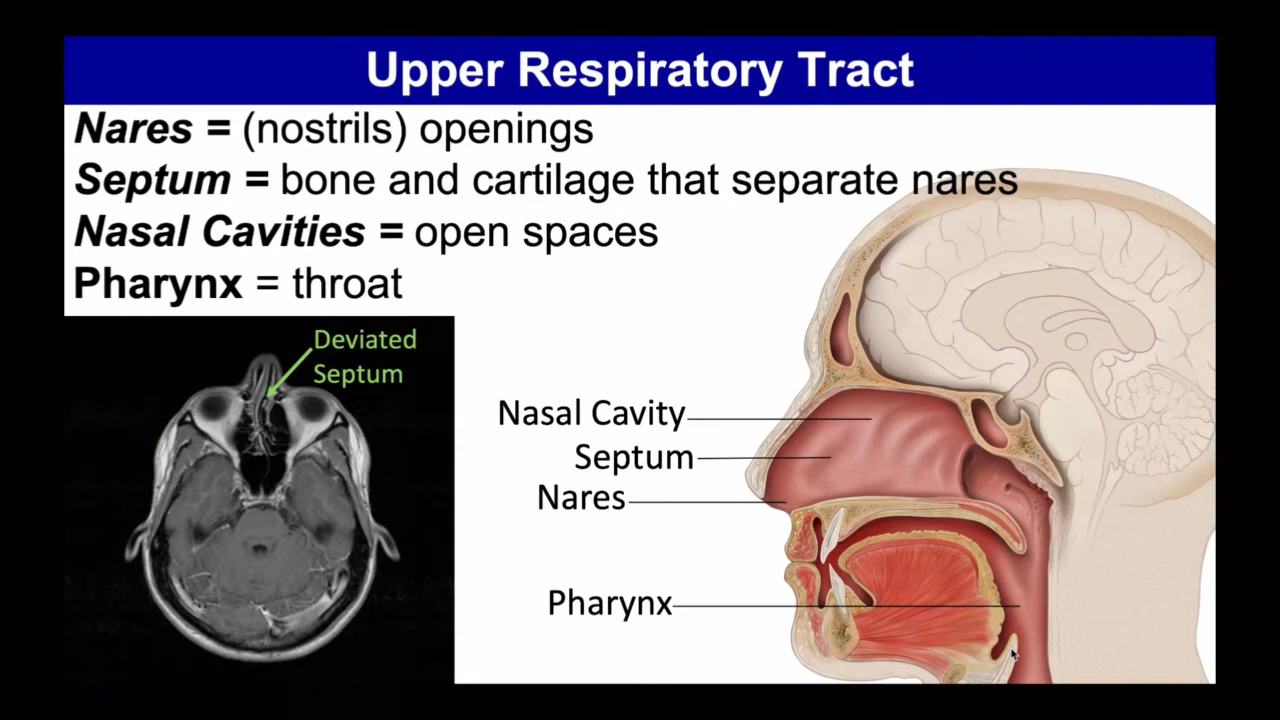 Upper Respiratory Tract
Nares = (nostrils) openings
Septum = bone and cartilage that separate nares
Nasal Cavities = open spaces
Pharynx = throat
Deviated
Septum
Nasal Cavity
Septum
Nares
Pharynx